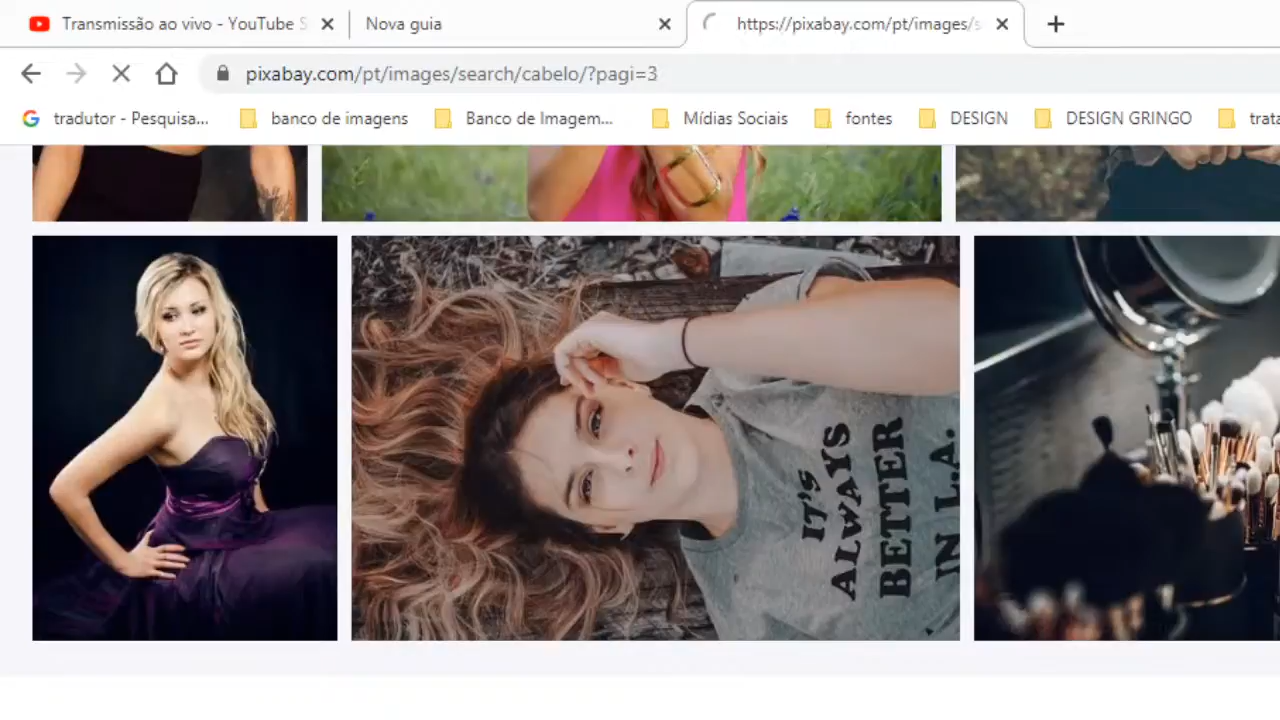 Transmissão ao vivo - YouTube S
Nova guia
https://pixabay.com/pt/images/s
pixabay.com/pt/images/search/cabelo/?pagi=3
tradutor - Pesquisa...
banco de imagens
Banco de Imagem...
Mídias Sociais
fontes
DESIGN
DESIGN GRINGO
trata
IT'S
ALWAYS
BETTER
IN L.A.